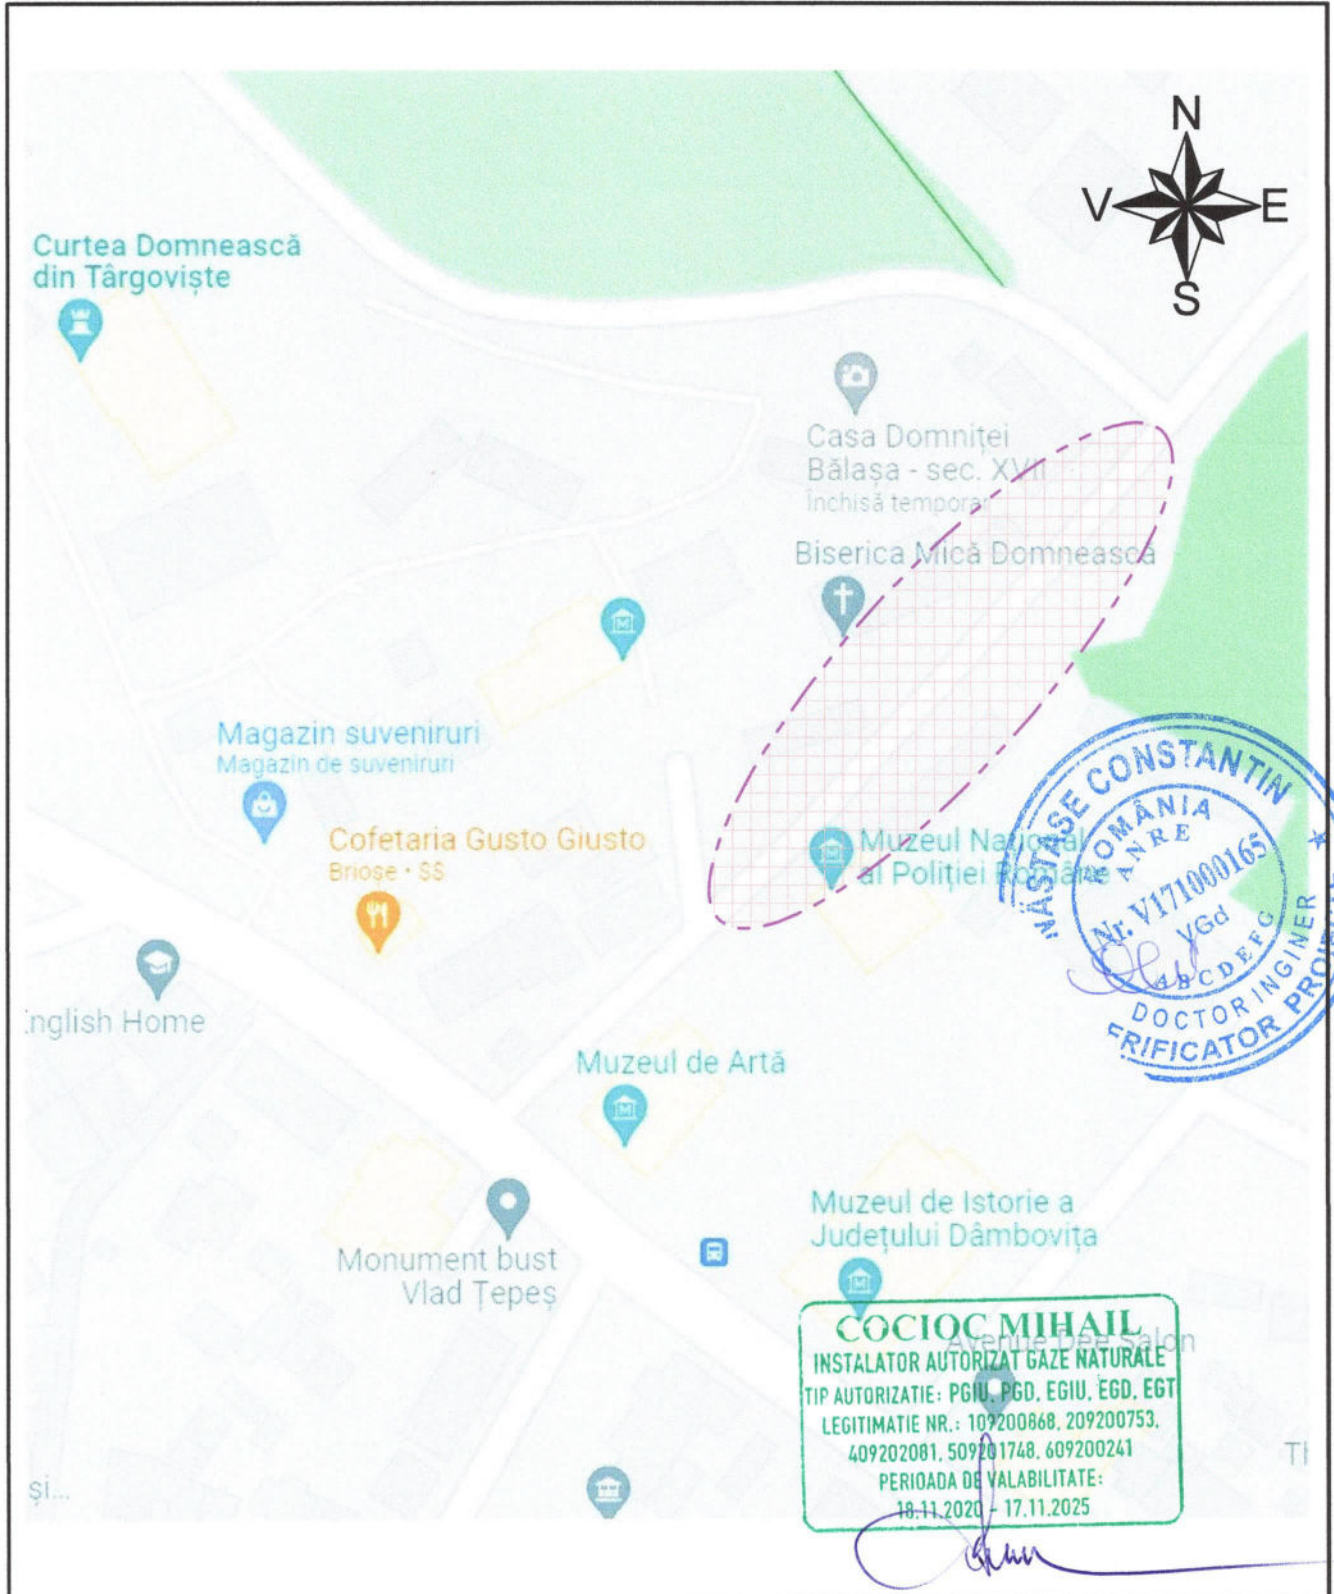 N
V
E
S
Curtea Domnească
din Târgoviște
Casa Domniței
Bălașa - sec. XVII
Închisă temporar
Biserica Mică Domnească
Magazin suveniruri
Magazin de suveniruri
Cofetaria Gusto Giusto
Brioșe · $$
Muzeul Național
al Poliției Române
NĂSTASE CONSTANTIN
ROMÂNIA
ANRE
Nr. V171000165
VGd
ABCDEFG
DOCTOR INGINER
ERIFICATOR PROIECTE
nglish Home
Muzeul de Artă
Monument bust
Vlad Țepeș
Muzeul de Istorie a
Județului Dâmbovița
Avenue Dee Salon
COCIOC MIHAIL
INSTALATOR AUTORIZAT GAZE NATURALE
TIP AUTORIZATIE: PGIU, PGD, EGIU, EGD, EGT
LEGITIMATIE NR.: 109200868, 209200753,
409202081, 509201748, 609200241
PERIOADA DE VALABILITATE:
18.11.2020 - 17.11.2025
și...